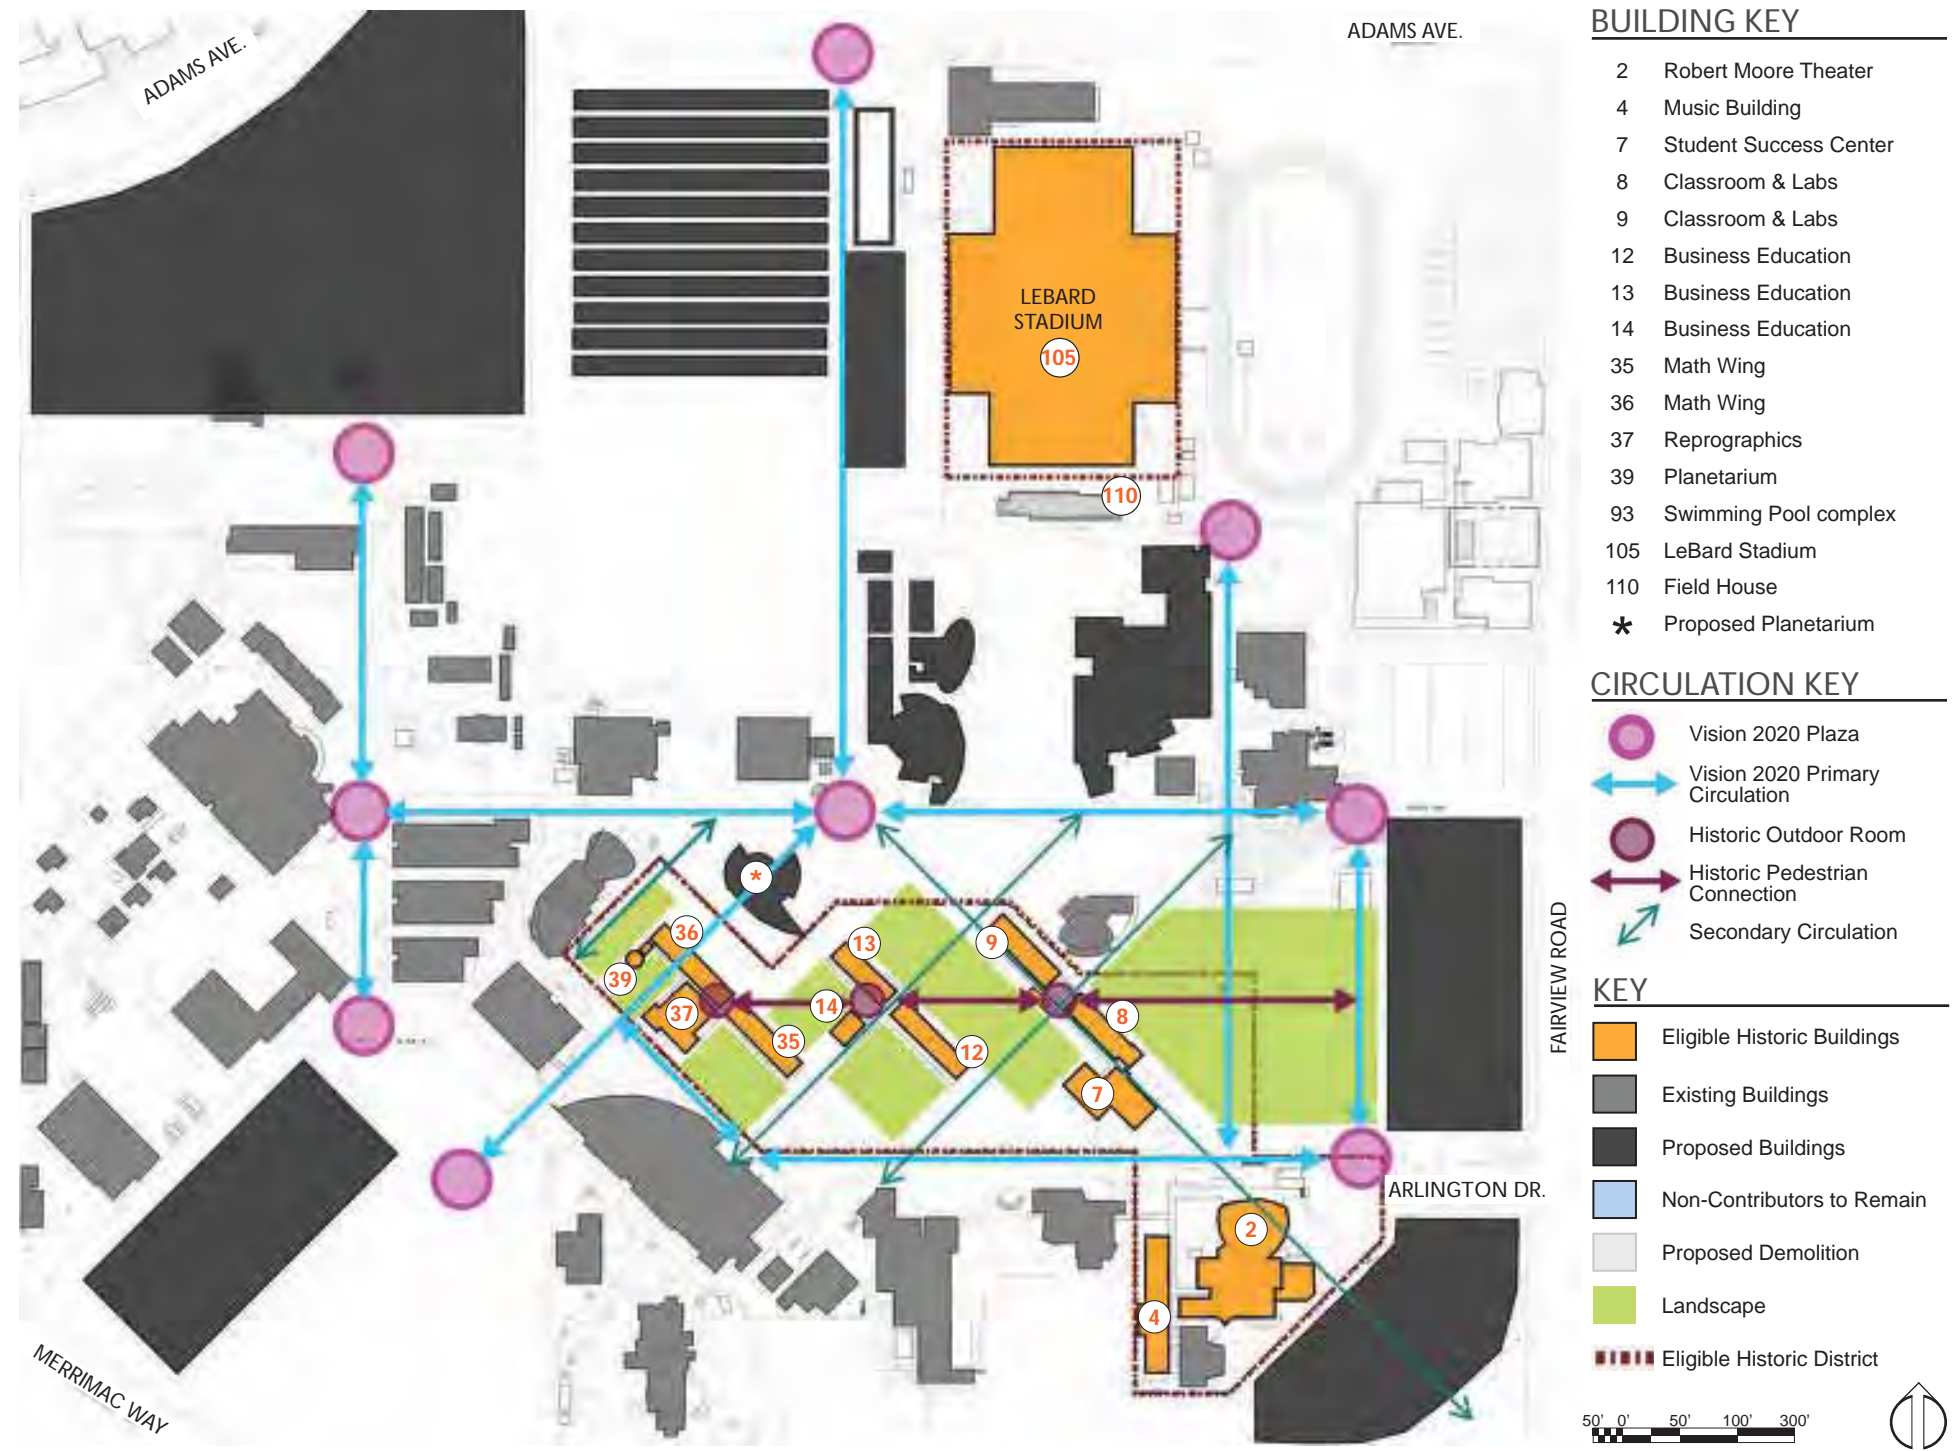 ADAMS AVE.
ADAMS AVE.
LEBARD
STADIUM
105
110
*
36
39
37
35
13
14
12
9
8
7
2
4
FAIRVIEW ROAD
ARLINGTON DR.
MERRIMAC WAY
BUILDING KEY
2 Robert Moore Theater
4 Music Building
7 Student Success Center
8 Classroom & Labs
9 Classroom & Labs
12 Business Education
13 Business Education
14 Business Education
35 Math Wing
36 Math Wing
37 Reprographics
39 Planetarium
93 Swimming Pool complex
105 LeBard Stadium
110 Field House
* Proposed Planetarium
CIRCULATION KEY
Vision 2020 Plaza
Vision 2020 Primary
Circulation
Historic Outdoor Room
Historic Pedestrian
Connection
Secondary Circulation
KEY
Eligible Historic Buildings
Existing Buildings
Proposed Buildings
Non-Contributors to Remain
Proposed Demolition
Landscape
Eligible Historic District
50' 0' 50' 100' 300'